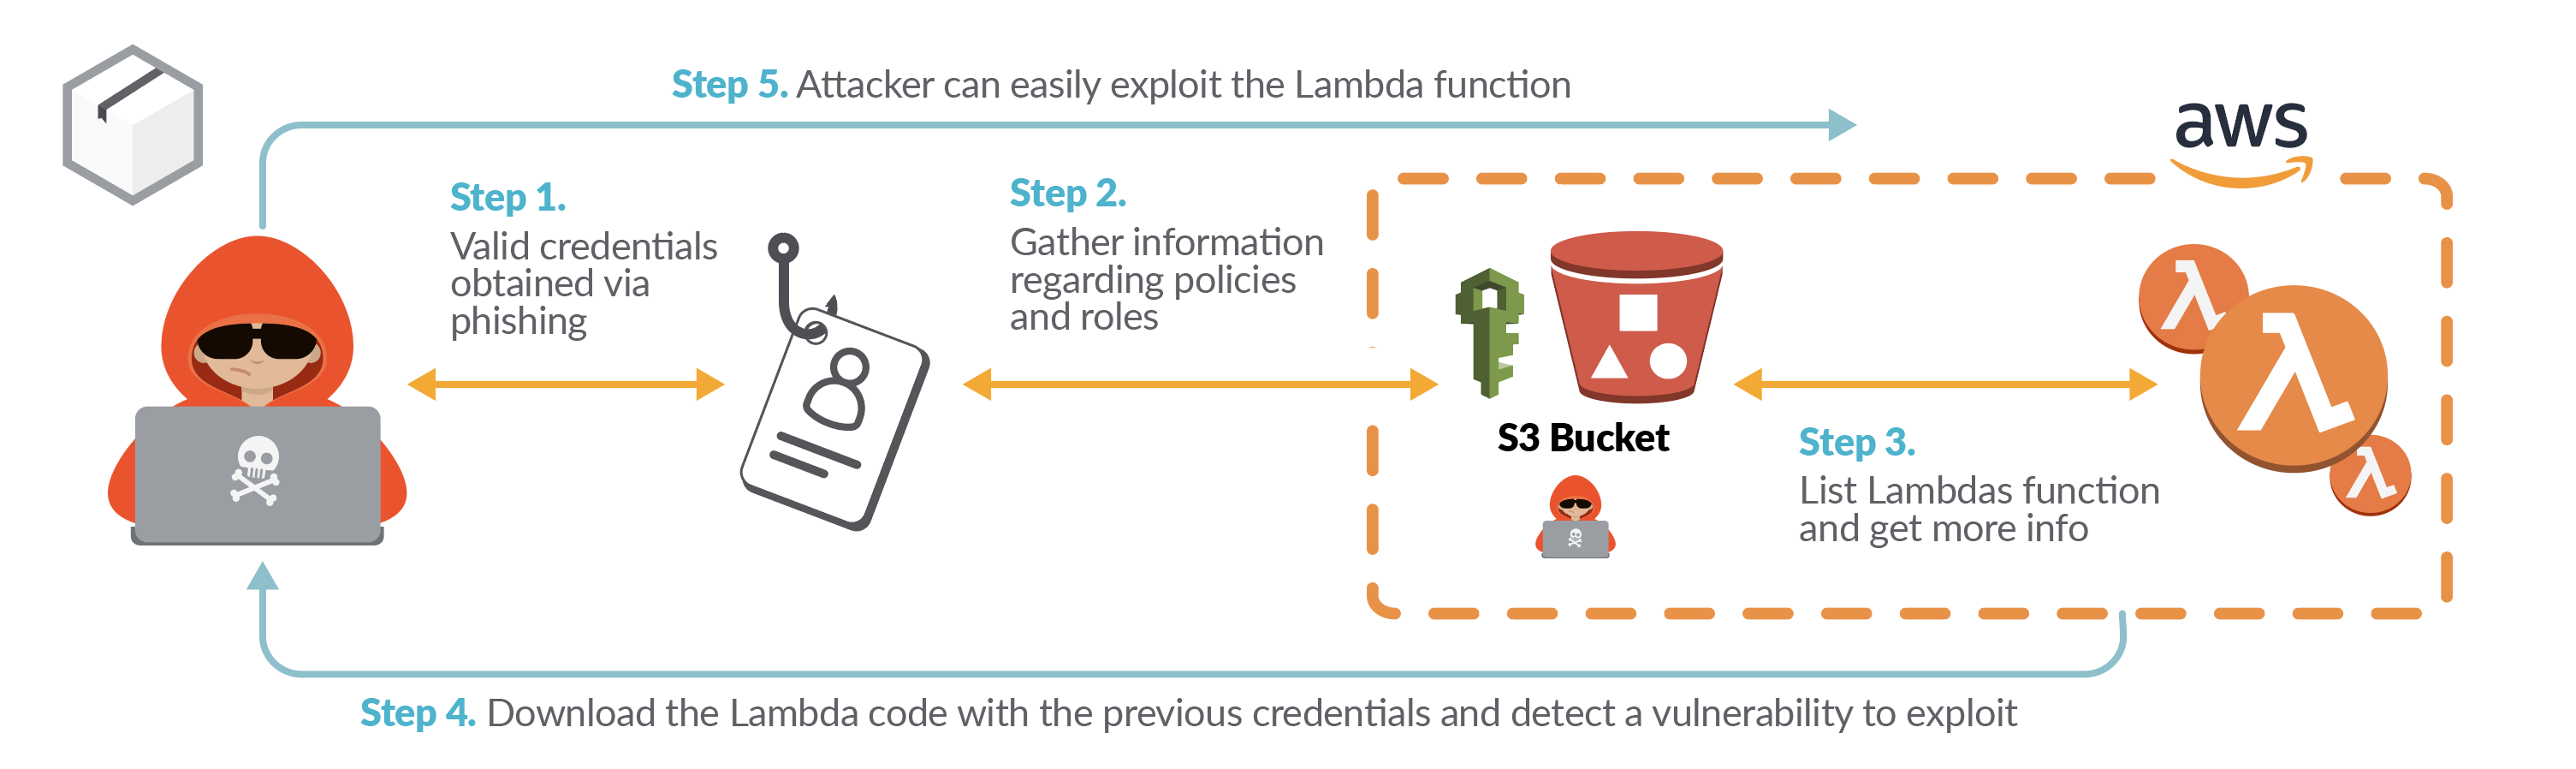 Step 5. Attacker can easily exploit the Lambda function
aws
Step 1.
Valid credentials
obtained via
phishing
Step 2.
Gather information
regarding policies
and roles
S3 Bucket
Step 3.
List Lambdas function
and get more info
λ
λ
λ
Step 4. Download the Lambda code with the previous credentials and detect a vulnerability to exploit